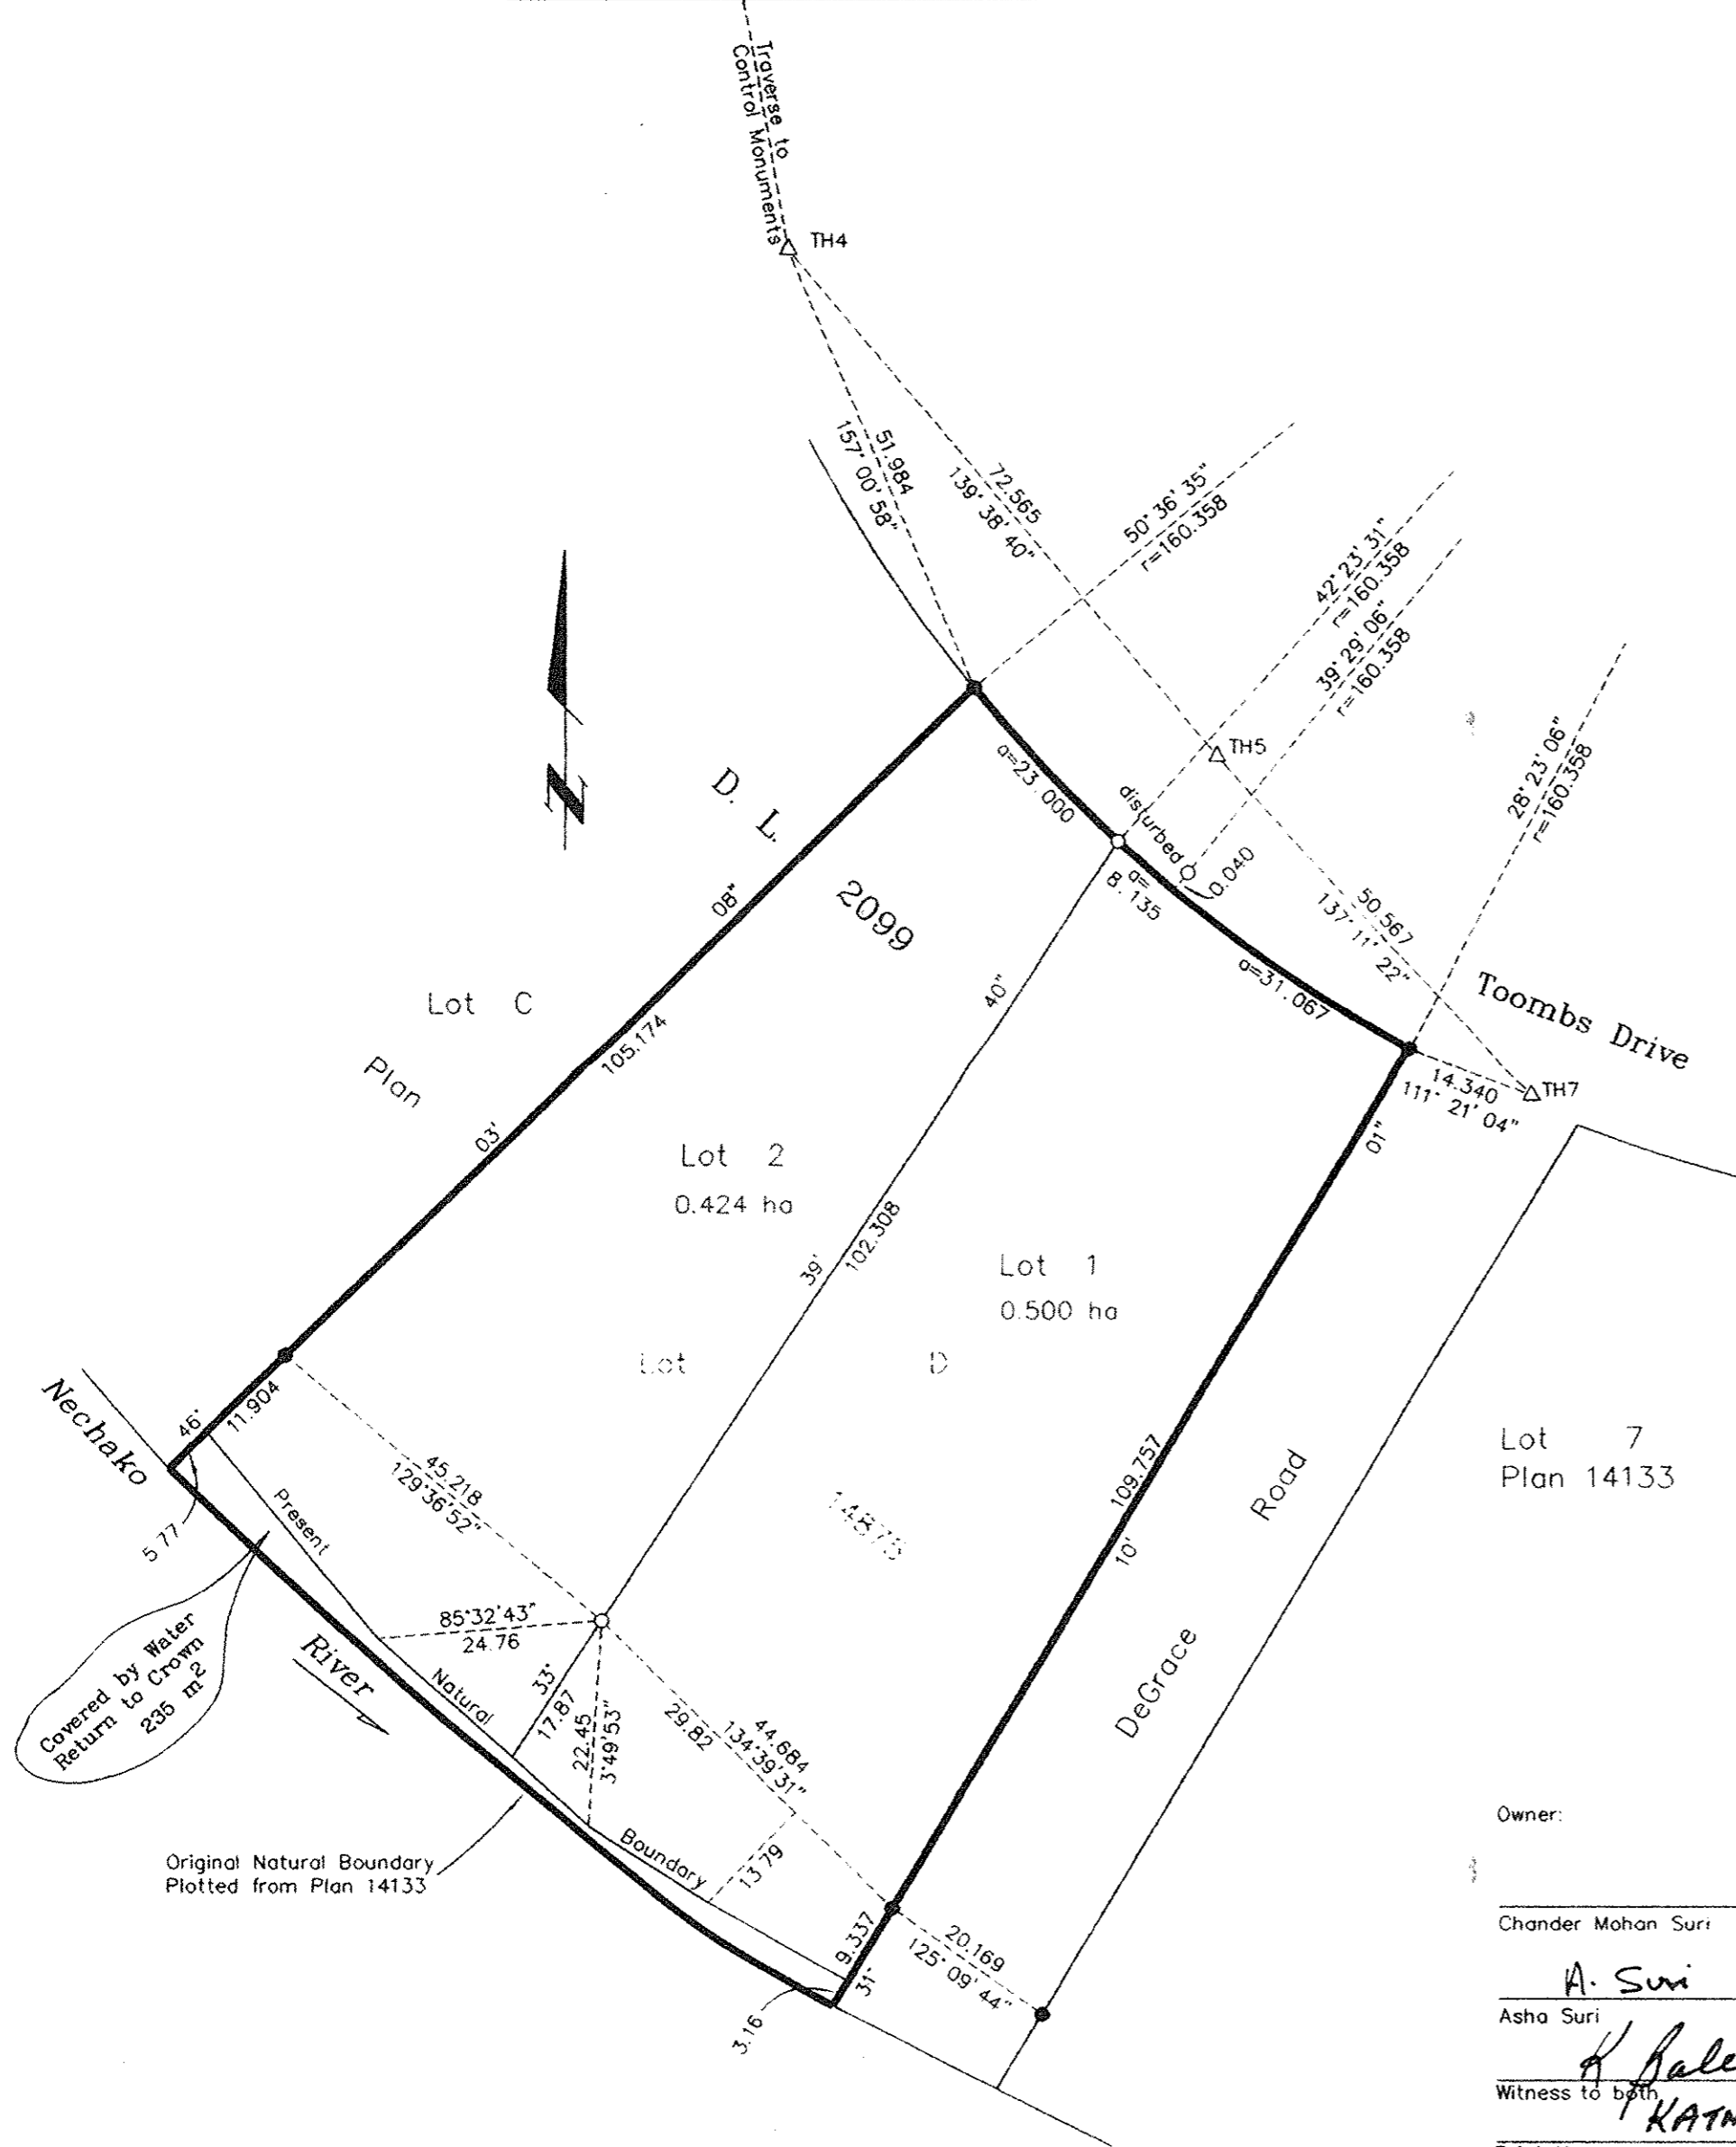 Traverse to
Control Monuments
TH4
51.984
157° 00' 58"
72.565
139° 38' 40"
50° 36' 35"
r=160.358
42° 23' 31"
r=160.358
39° 29' 06"
r=160.358
28° 23' 06"
r=160.358
TH5
N
D. L.
2099
a=23.000
disturbed
0.040
a=
8.135
a=31.067
50.567
137° 11' 22"
Toombs Drive
14.340
111° 21' 04"
TH7
08"
40"
01"
Lot C
Plan
105.174
03'
Lot 2
0.424 ha
39'
102.308
Lot 1
0.500 ha
Lot D
14875
109.757
10'
DeGrace Road
Lot 7
Plan 14133
Nechako
River
46°
11.904
5.77
45.218
129°36'52"
Present
Natural
Boundary
85°32'43"
24.76
33°
17.87
22.45
3°49'53"
29.82
44.684
134°39'31"
13.79
Covered by Water
Return to Crown
235 m²
Original Natural Boundary
Plotted from Plan 14133
9.337
31°
3.16
20.169
125° 09' 44"
Owner:
Chander Mohan Suri
A. Suri
Asha Suri
Witness to both